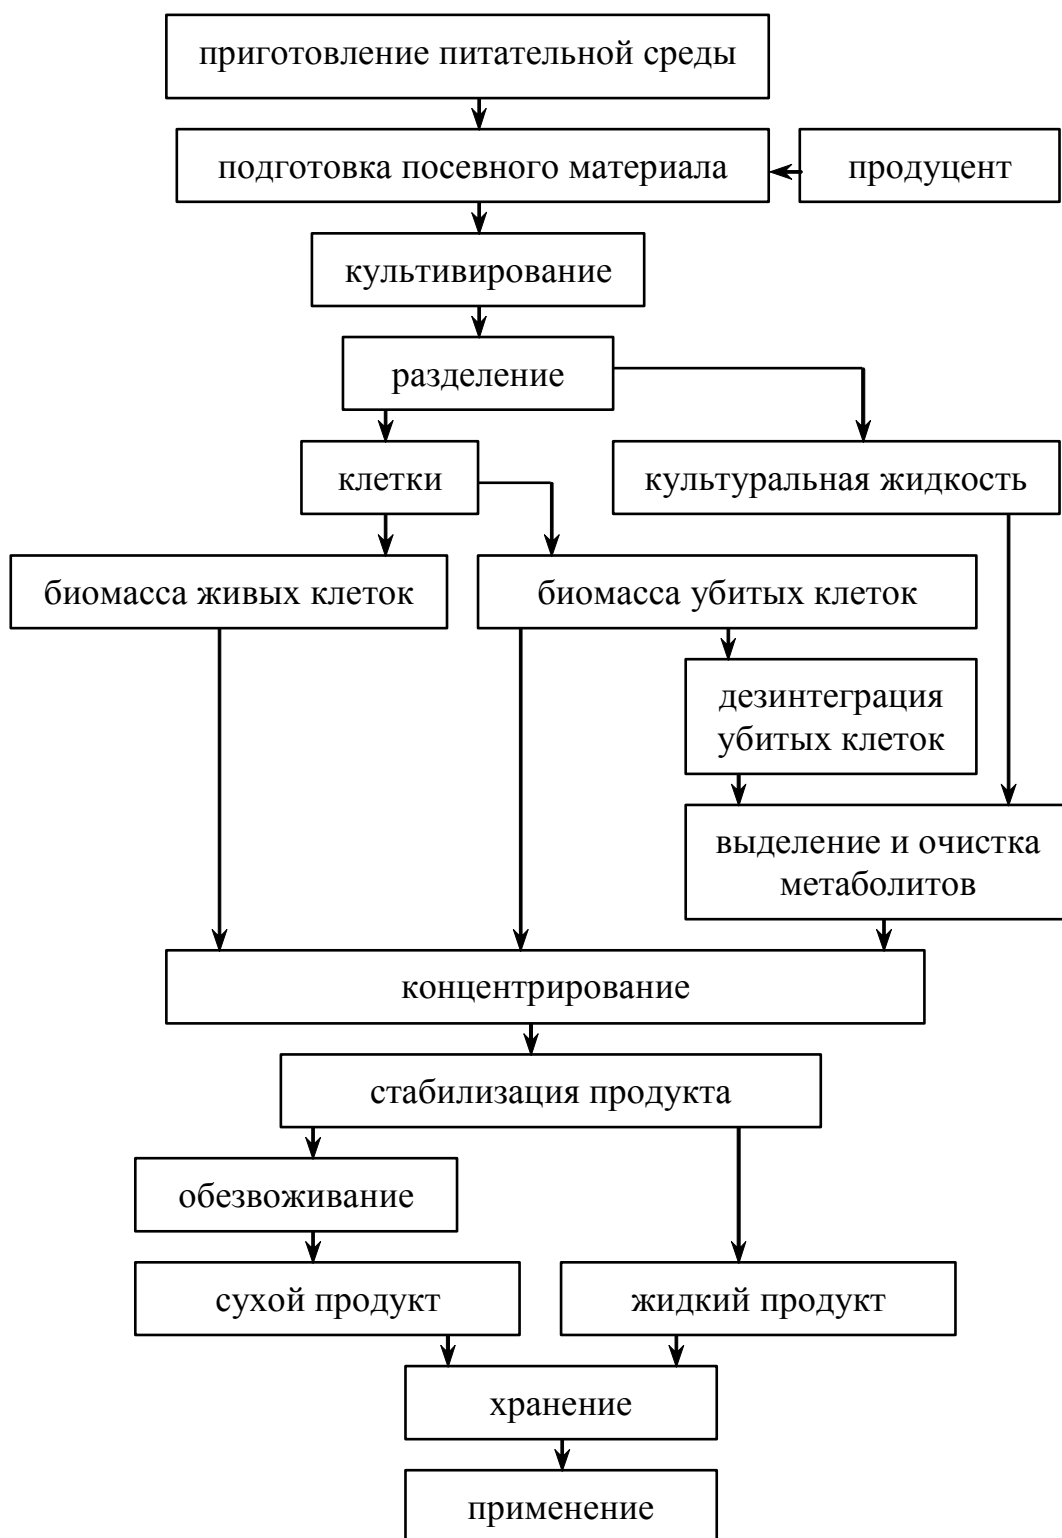 приготовление питательной среды
подготовка посевного материала
продуцент
культивирование
разделение
клетки
культуральная жидкость
биомасса живых клеток
биомасса убитых клеток
дезинтеграция
убитых клеток
выделение и очистка
метаболитов
концентрирование
стабилизация продукта
обезвоживание
сухой продукт
жидкий продукт
хранение
применение